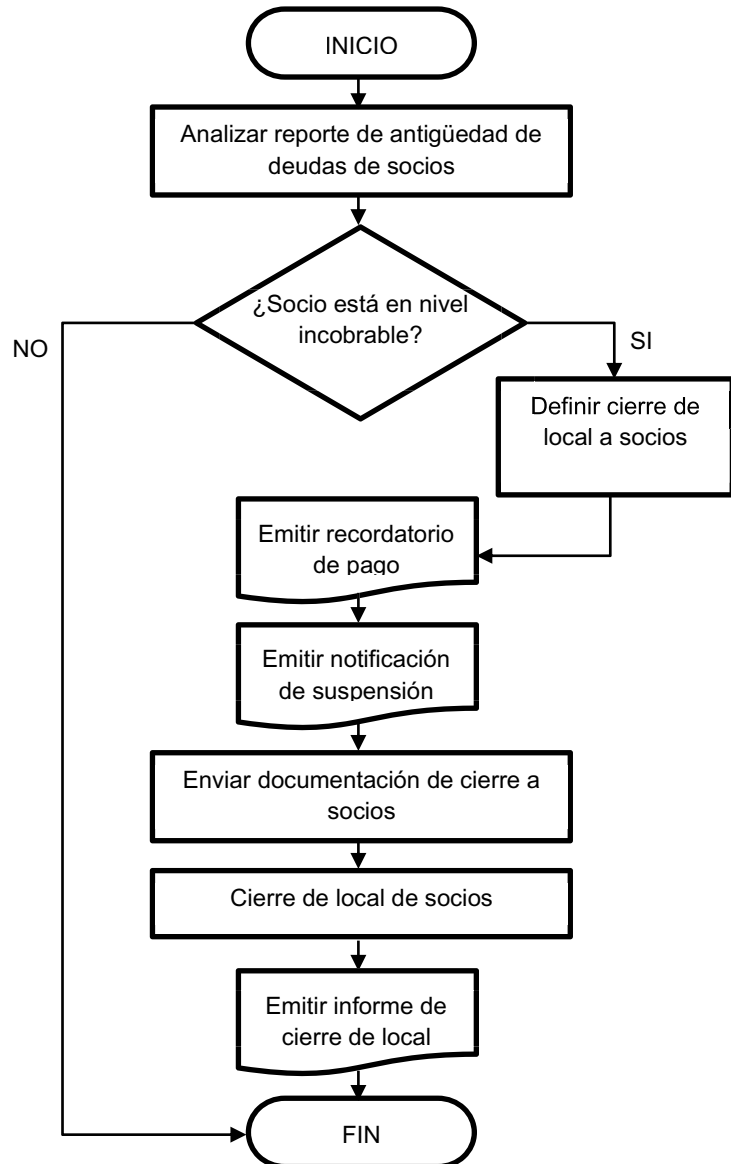 INICIO
Analizar reporte de antigüedad de
deudas de socios
¿Socio está en nivel
incobrable?
NO
SI
Definir cierre de
local a socios
Emitir recordatorio
de pago
Emitir notificación
de suspensión
Enviar documentación de cierre a
socios
Cierre de local de socios
Emitir informe de
cierre de local
FIN